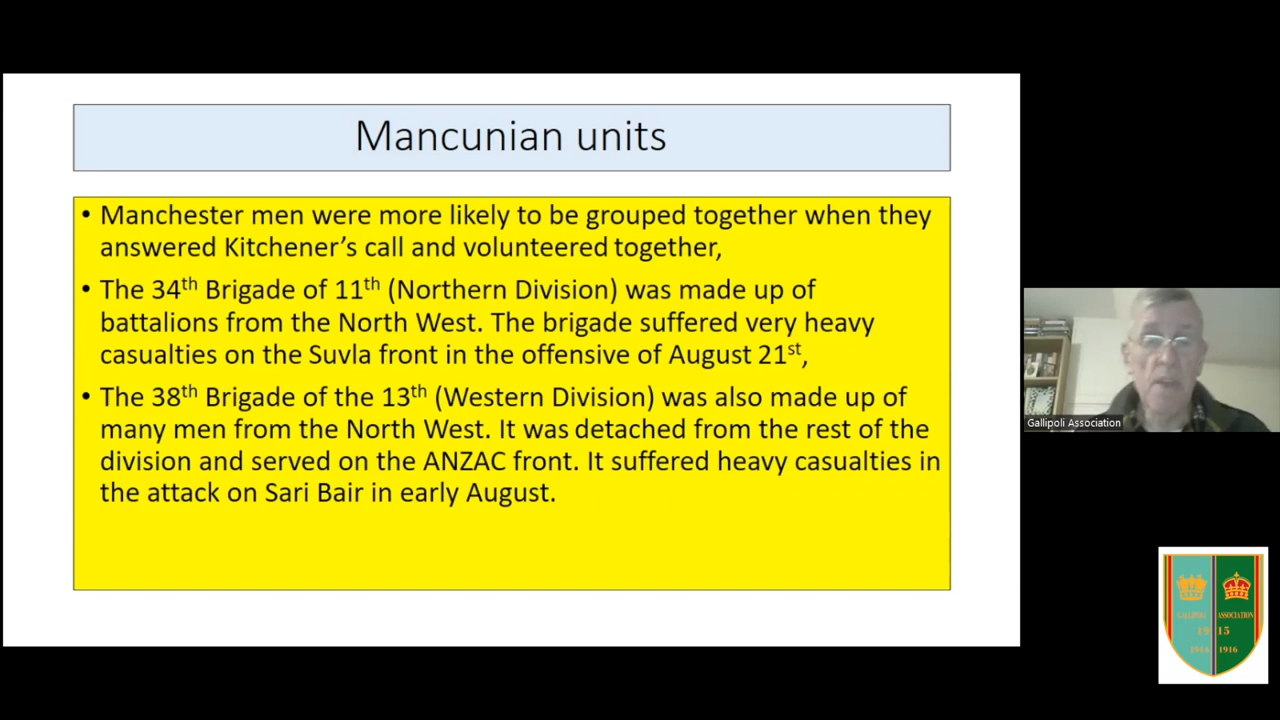 Mancunian units
• Manchester men were more likely to be grouped together when they
answered Kitchener’s call and volunteered together,
• The 34th Brigade of 11th (Northern Division) was made up of
battalions from the North West. The brigade suffered very heavy
casualties on the Suvla front in the offensive of August 21st,
• The 38th Brigade of the 13th (Western Division) was also made up of
many men from the North West. It was detached from the rest of the
division and served on the ANZAC front. It suffered heavy casualties in
the attack on Sari Bair in early August.
Gallipoli Association
GALLIPOLI ASSOCIATION
1915
1916